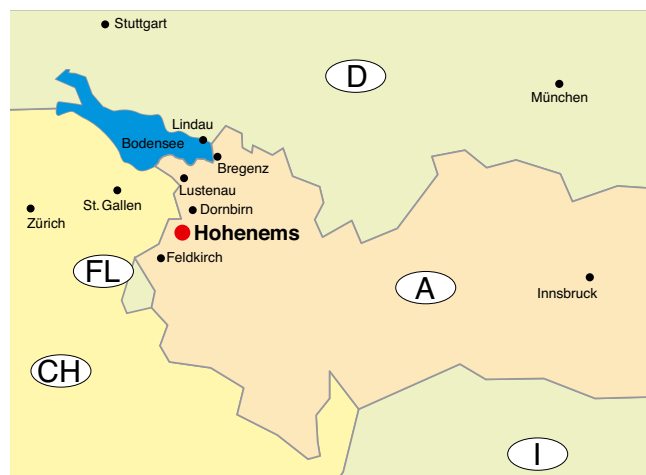 Stuttgart
D
München
Lindau
Bodensee
Bregenz
Lustenau
St. Gallen
Zürich
Dornbirn
Hohenems
Feldkirch
FL
A
Innsbruck
CH
I